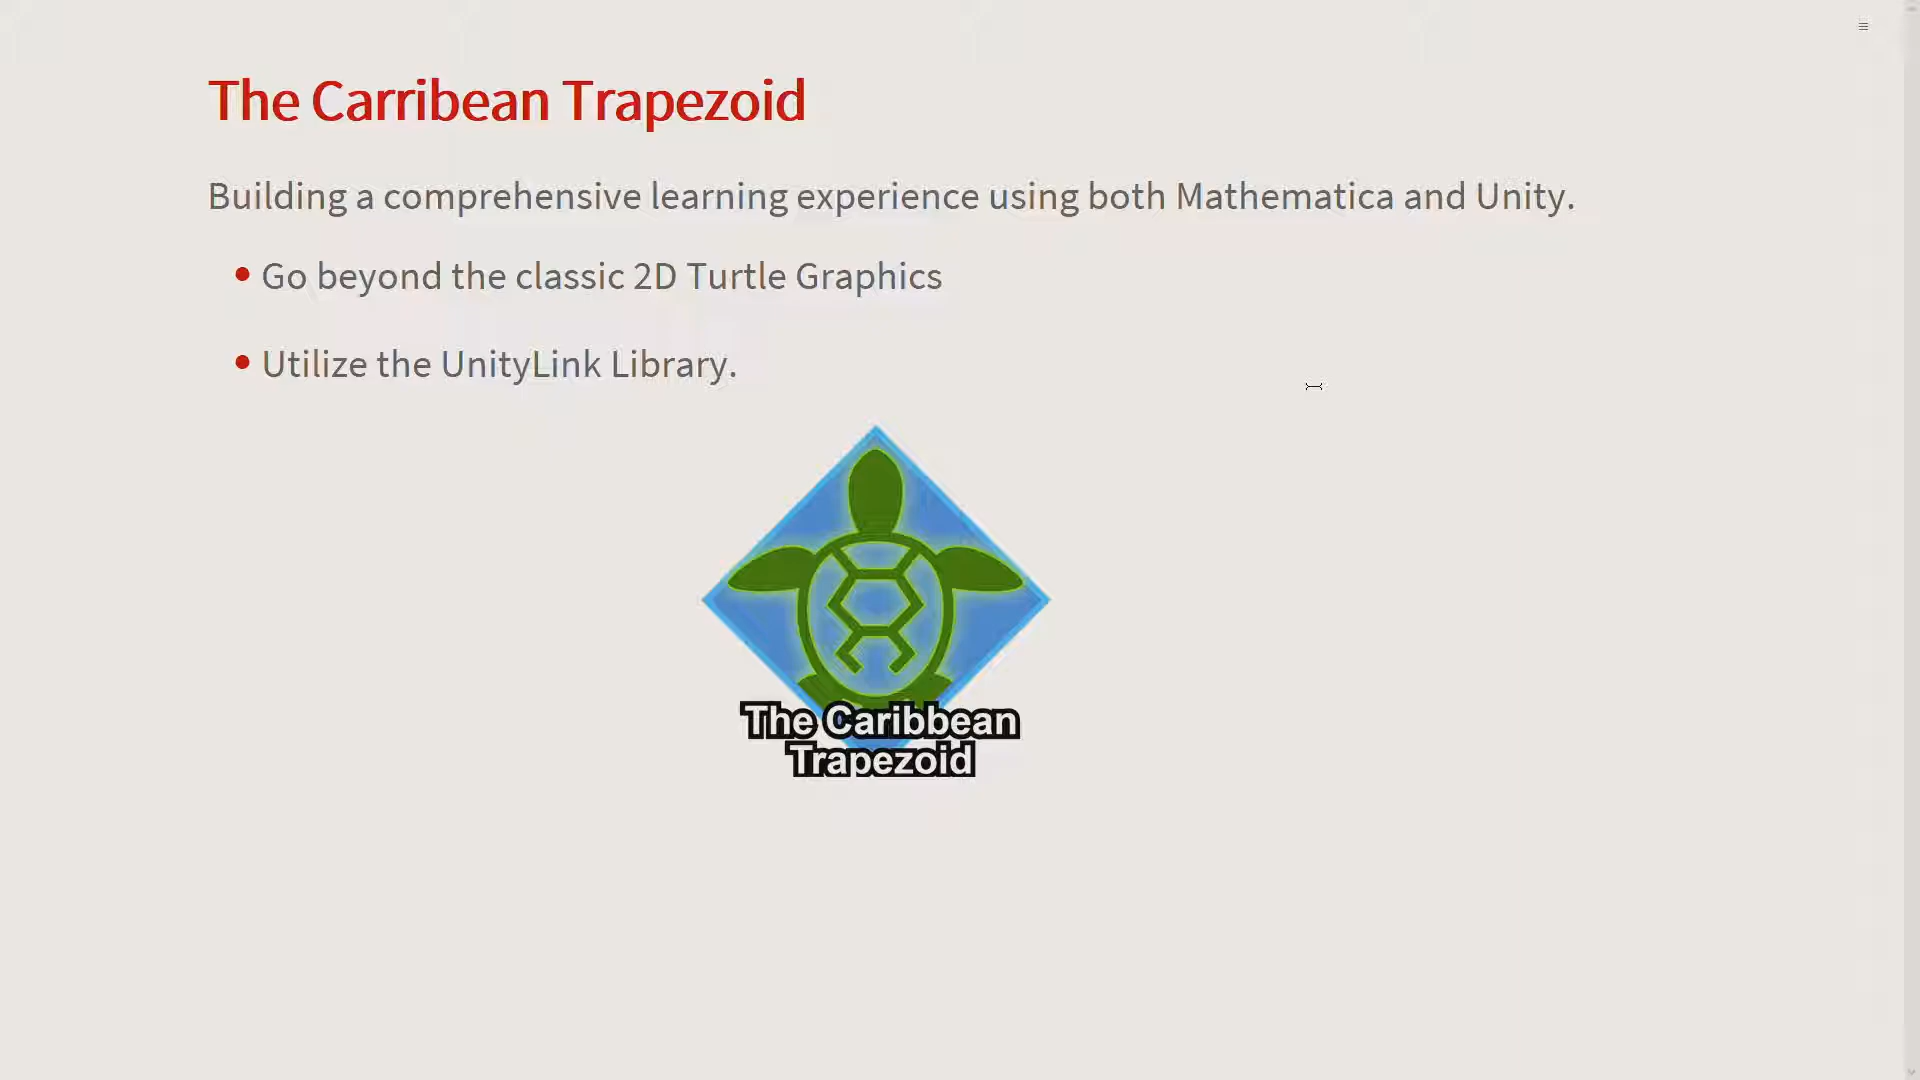 The Carribean Trapezoid
Building a comprehensive learning experience using both Mathematica and Unity.
• Go beyond the classic 2D Turtle Graphics
• Utilize the UnityLink Library.
The Caribbean
Trapezoid